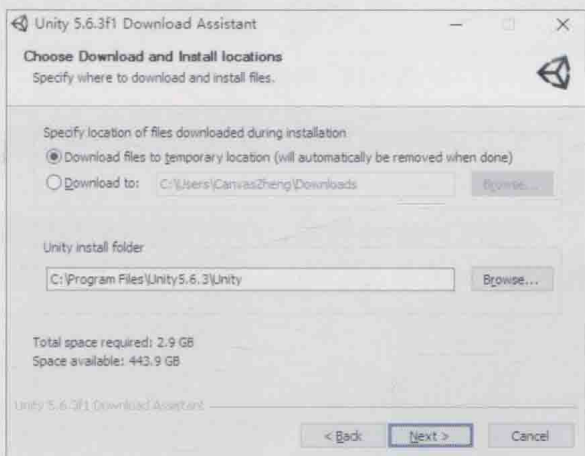 Unity 5.6.3f1 Download Assistant
Choose Download and Install locations
Specify where to download and install files.
Specify location of files downloaded during installation
Download files to temporary location (will automatically be removed when done)
Download to: C:\Users\CanvasZheng\Downloads Browse...
Unity install folder
C:\Program Files\Unity5.6.3\Unity Browse...
Total space required: 2.9 GB
Space available: 443.9 GB
Unity 5.6.3f1 Download Assistant
< Back Next > Cancel